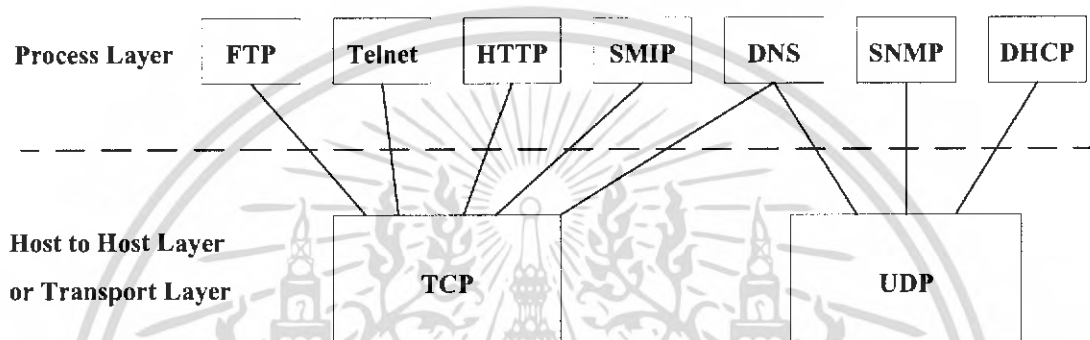 Process Layer FTP Telnet HTTP SMIP DNS SNMP DHCP
Host to Host Layer
or Transport Layer
TCP UDP